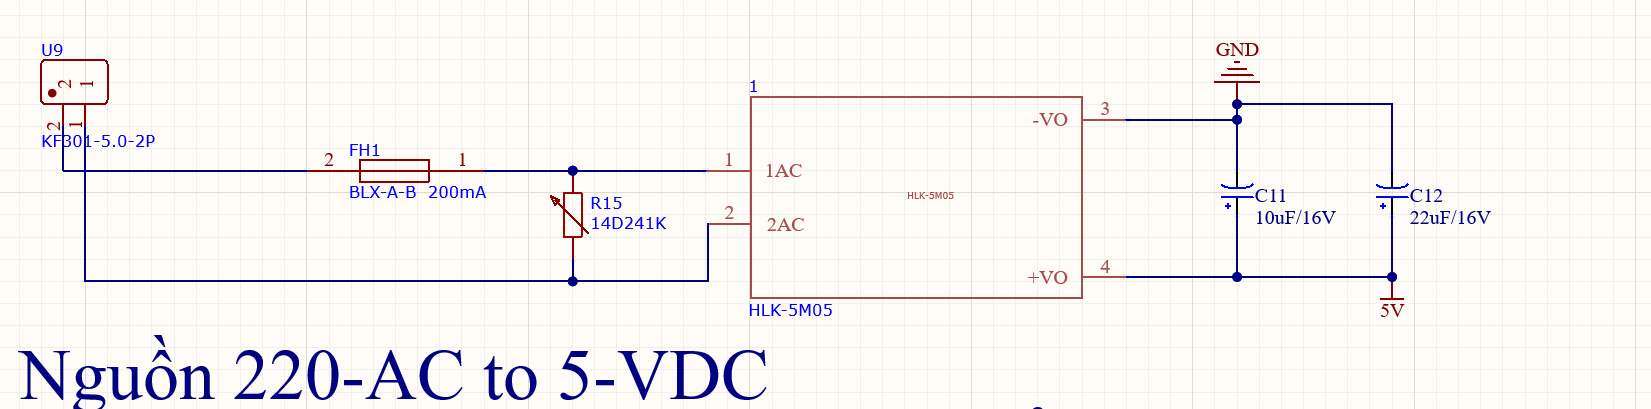 U9
2 1
2 1
KF301-5.0-2P
2 FH1 1
BLX-A-B 200mA
R15
14D241K
1
1 1AC
2 2AC
HLK-5M05
-VO 3
+VO 4
HLK-5M05
GND
C11
10uF/16V
C12
22uF/16V
5V
Nguồn 220-AC to 5-VDC